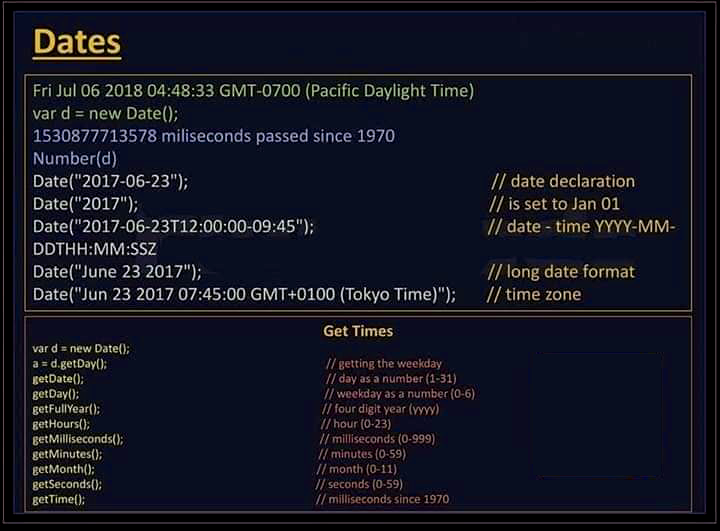 Dates
Fri Jul 06 2018 04:48:33 GMT-0700 (Pacific Daylight Time)
var d = new Date();
1530877713578 miliseconds passed since 1970
Number(d)
Date("2017-06-23"); // date declaration
Date("2017"); // is set to Jan 01
Date("2017-06-23T12:00:00-09:45"); // date - time YYYY-MM-
DDTHH:MM:SSZ
Date("June 23 2017"); // long date format
Date("Jun 23 2017 07:45:00 GMT+0100 (Tokyo Time)"); // time zone
Get Times
var d = new Date();
a = d.getDay(); // getting the weekday
getDate(); // day as a number (1-31)
getDay(); // weekday as a number (0-6)
getFullYear(); // four digit year (yyyy)
getHours(); // hour (0-23)
getMilliseconds(); // milliseconds (0-999)
getMinutes(); // minutes (0-59)
getMonth(); // month (0-11)
getSeconds(); // seconds (0-59)
getTime(); // milliseconds since 1970